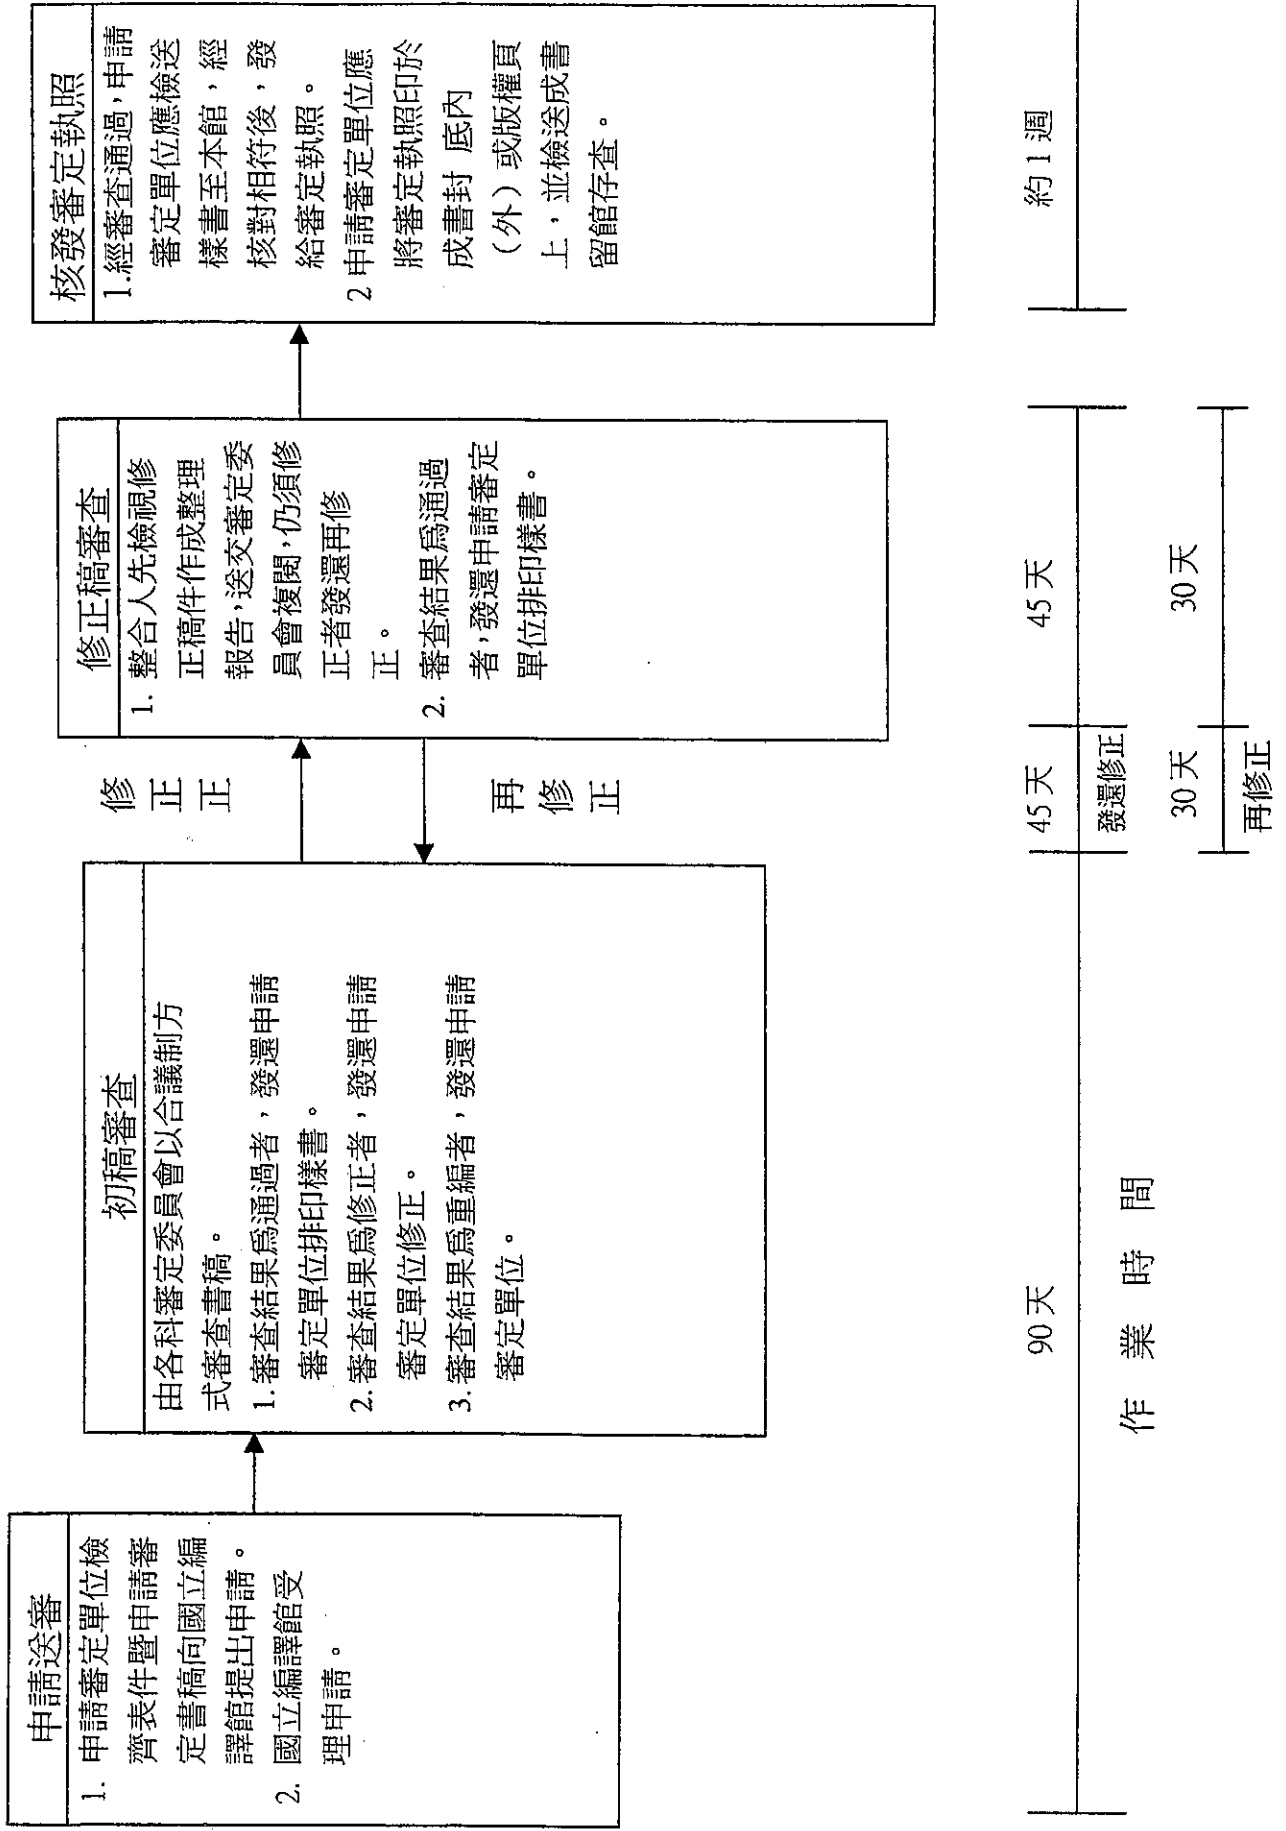 申請送審
1. 申請審定單位檢
齊表件暨申請審
定書稿向國立編
譯館提出申請。
2. 國立編譯館受
理申請。
初稿審查
由各科審定委員會以合議制方
式審查書稿。
1.審查結果爲通過者，發還申請
審定單位排印樣書。
2.審查結果爲修正者，發還申請
審定單位修正。
3.審查結果爲重編者，發還申請
審定單位。
修
正
正
再
修
正
修正稿審查
1. 整合人先檢視修
正稿件作成整理
報告，送交審定委
員會複閱，仍須修
正者發還再修
正。
2. 審查結果爲通過
者，發還申請審定
單位排印樣書。
核發審定執照
1.經審查通過，申請
審定單位應檢送
樣書至本館，經
核對相符後，發
給審定執照。
2 申請審定單位應
將審定執照印於
成書封 底內
（外）或版權頁
上，並檢送成書
留館存查。
90 天
45 天
45 天
約 1 週
發還修正
作 業 時 間
30 天
30 天
再修正